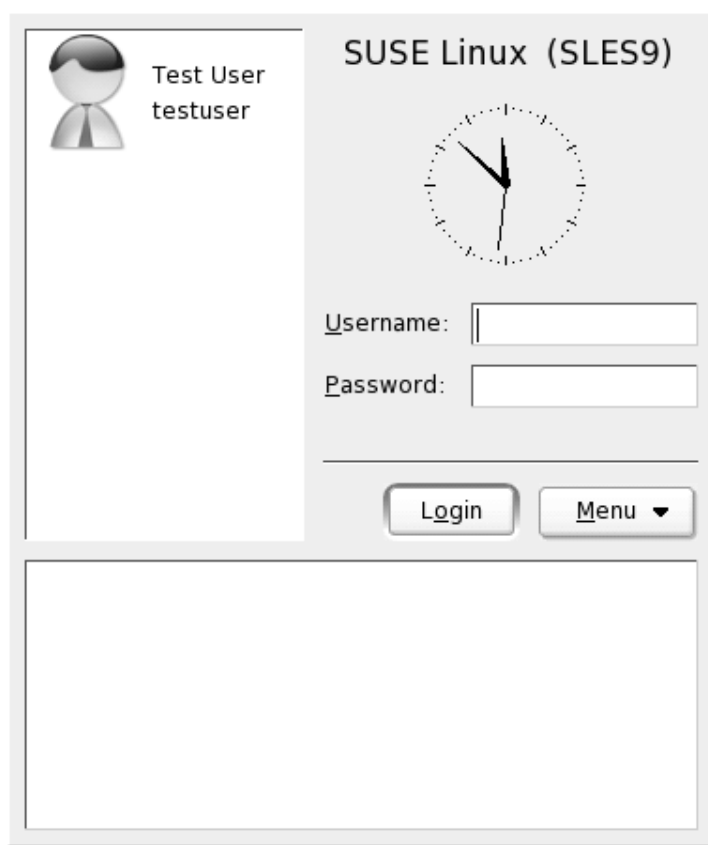 Test User
testuser
SUSE Linux (SLES9)
Username:
Password:
Login
Menu